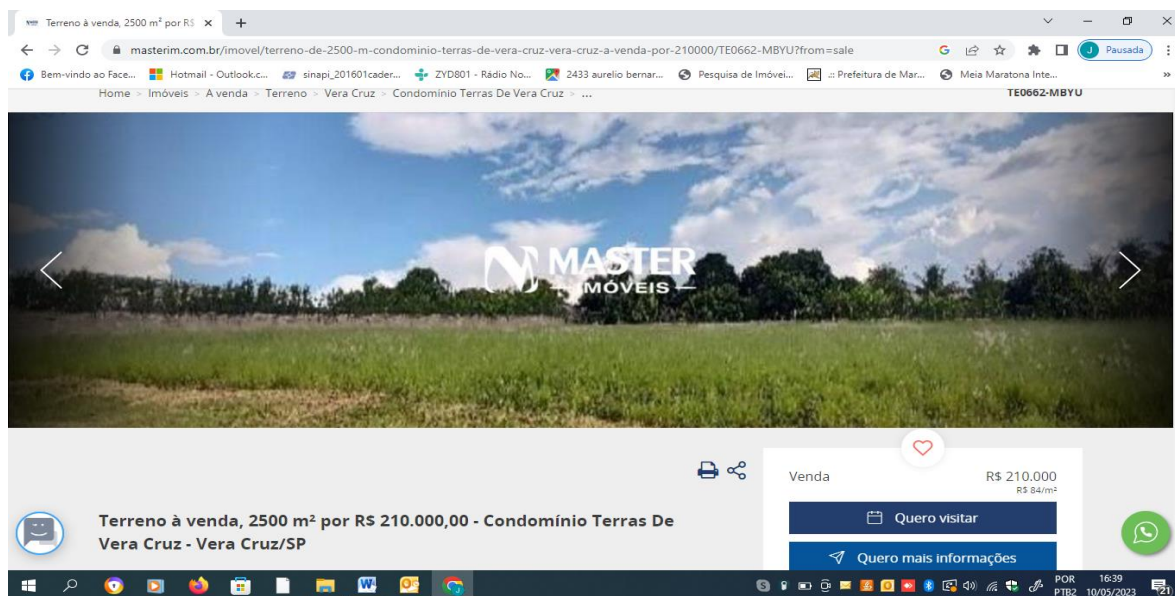 Terreno à venda, 2500 m² por R$
masterim.com.br/imovel/terreno-de-2500-m-condominio-terras-de-vera-cruz-vera-cruz-a-venda-por-210000/TE0662-MBYU?from=sale
Pausada
Bem-vindo ao Face... Hotmail - Outlook.c... sinapi_201601cader... ZYD801 - Rádio No... 2433 aurelio bernar... Pesquisa de Imóvei... .:: Prefeitura de Mar... Meia Maratona Inte...
Home > Imóveis > A venda > Terreno > Vera Cruz > Condomínio Terras De Vera Cruz > ...
TE0662-MBYU
MASTER
IMÓVEIS
Venda R$ 210.000
R$ 84/m²
Quero visitar
Quero mais informações
Terreno à venda, 2500 m² por R$ 210.000,00 - Condomínio Terras De
Vera Cruz - Vera Cruz/SP
POR 16:39
PTB2 10/05/2023